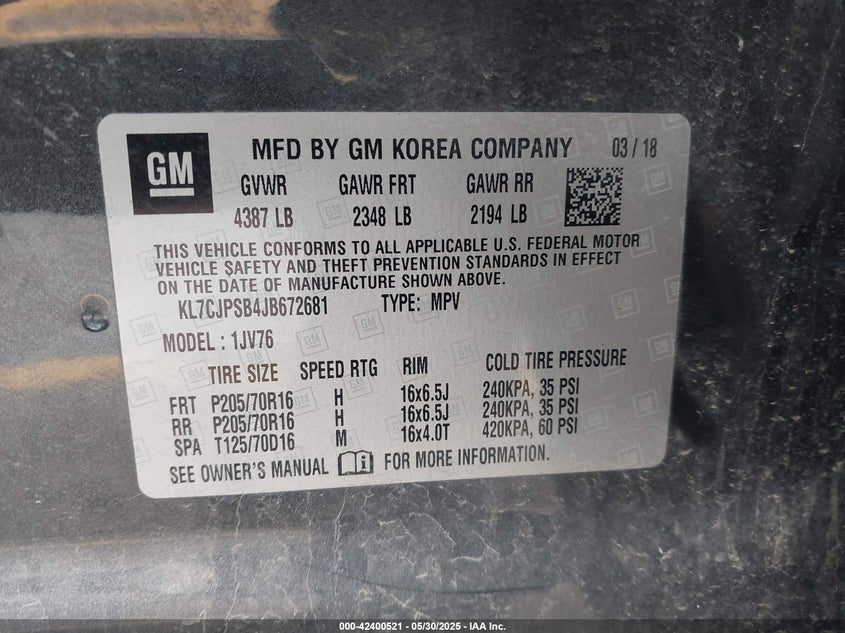 GM
MFD BY GM KOREA COMPANY 03 / 18
GVWR GAWR FRT GAWR RR
4387 LB 2348 LB 2194 LB
THIS VEHICLE CONFORMS TO ALL APPLICABLE U.S. FEDERAL MOTOR
VEHICLE SAFETY AND THEFT PREVENTION STANDARDS IN EFFECT
ON THE DATE OF MANUFACTURE SHOWN ABOVE.
KL7CJPSB4JB672681 TYPE: MPV
MODEL : 1JV76
TIRE SIZE SPEED RTG RIM COLD TIRE PRESSURE
FRT P205/70R16 H 16x6.5J 240KPA, 35 PSI
RR P205/70R16 H 16x6.5J 240KPA, 35 PSI
SPA T125/70D16 M 16x4.0T 420KPA, 60 PSI
SEE OWNER'S MANUAL FOR MORE INFORMATION.
000-42400521 - 05/30/2025 - IAA Inc.